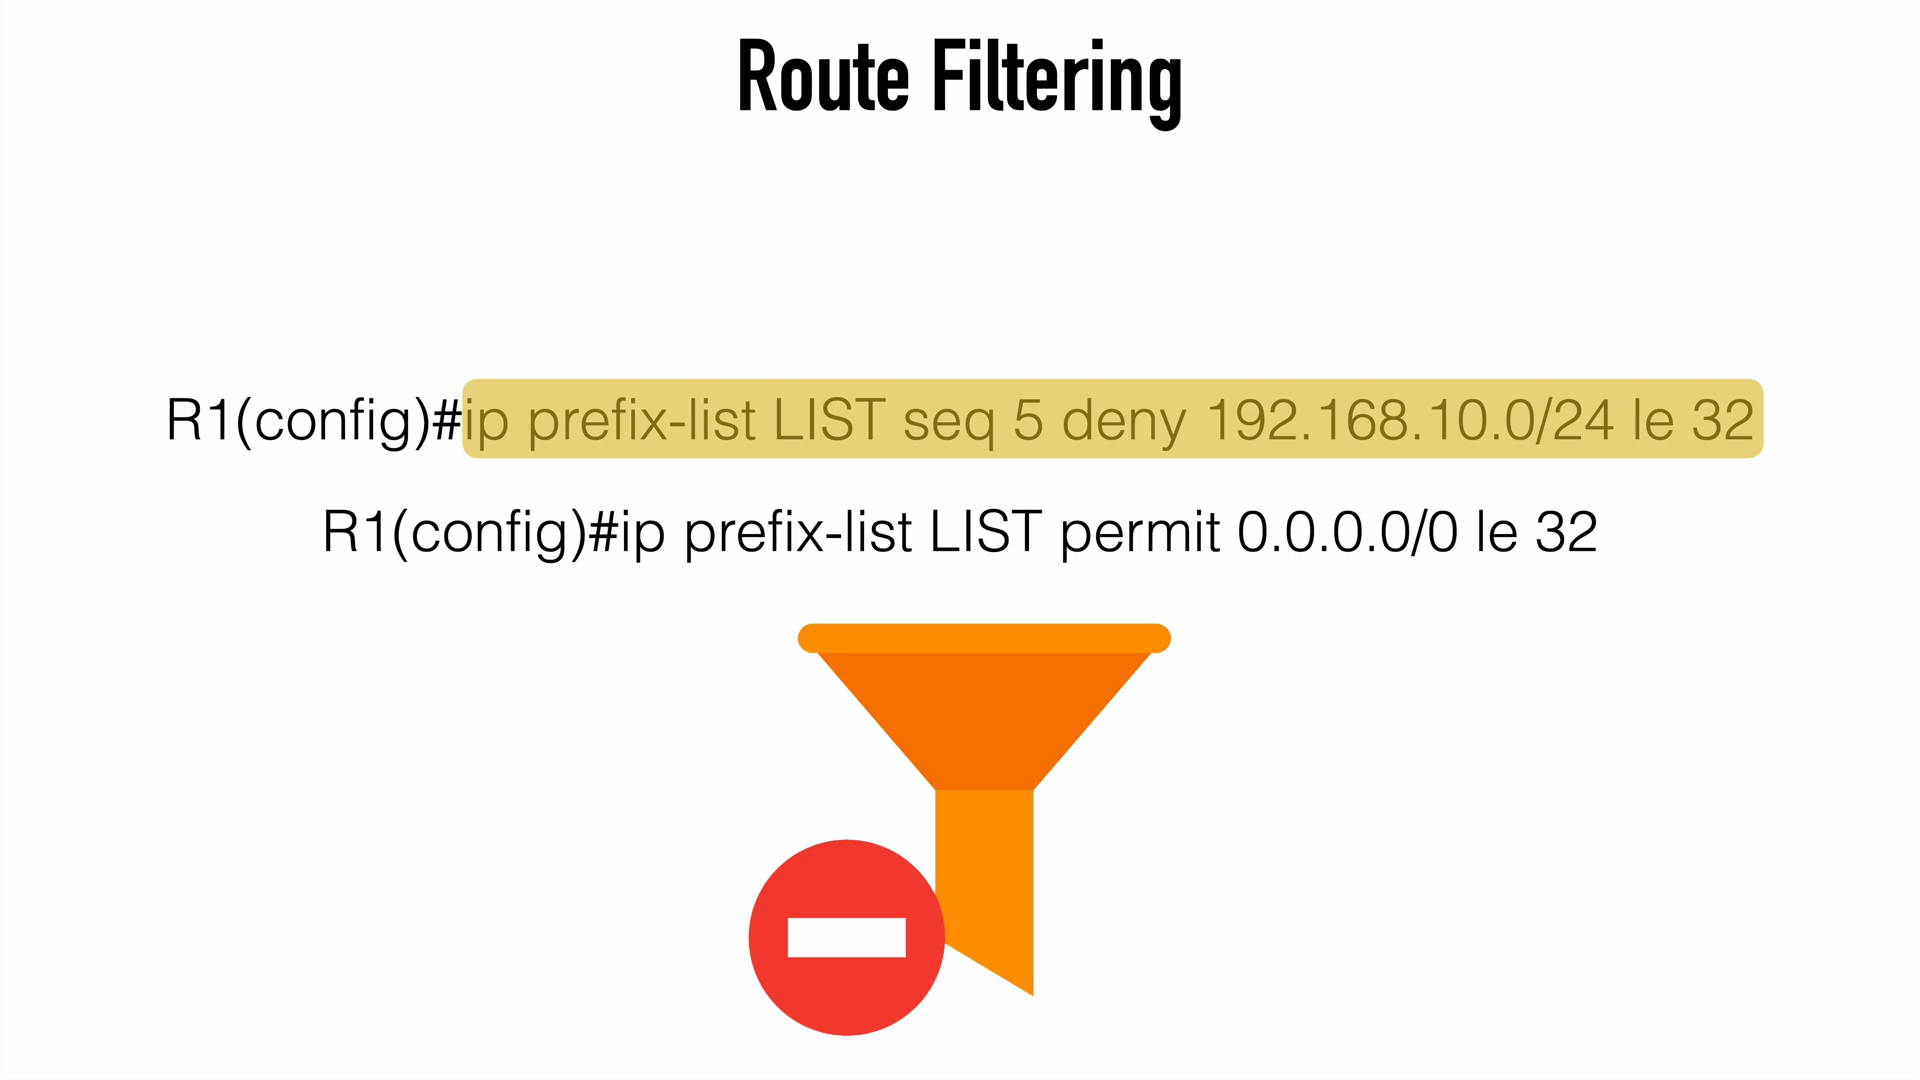 Route Filtering
R1(config)#ip prefix-list LIST seq 5 deny 192.168.10.0/24 le 32
R1(config)#ip prefix-list LIST permit 0.0.0.0/0 le 32